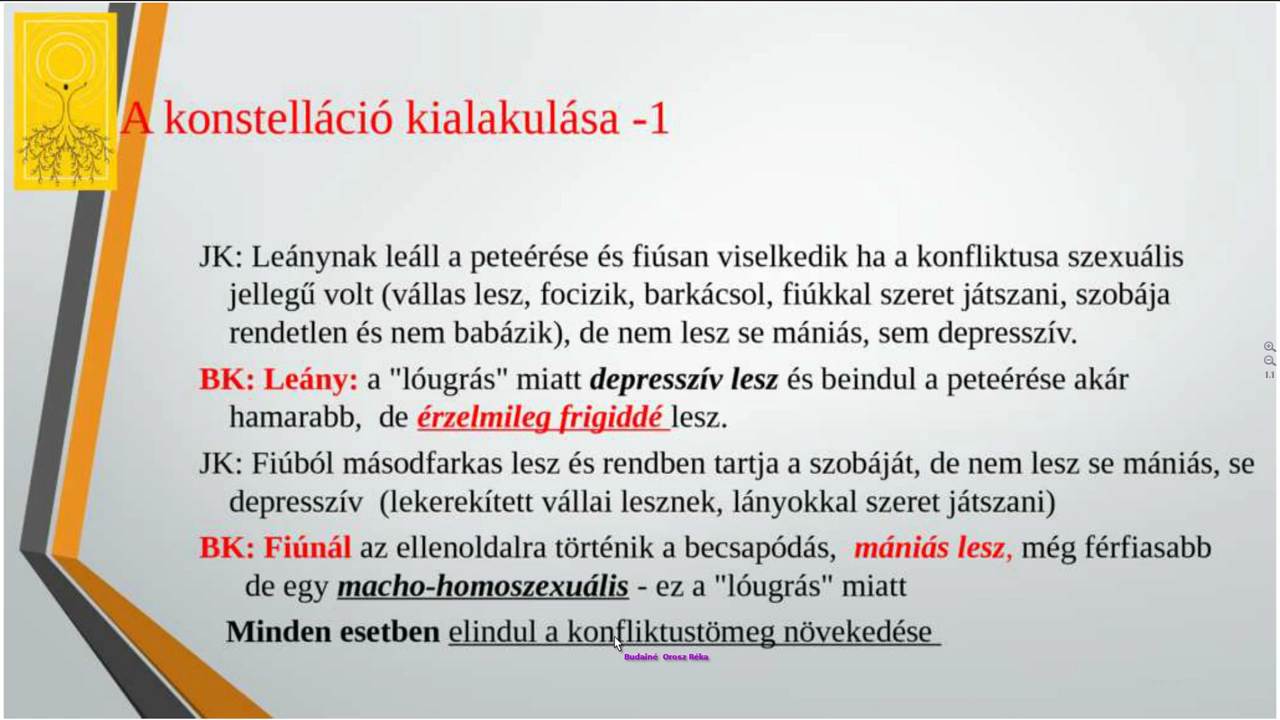 A konstelláció kialakulása -1
JK: Leánynak leáll a peteérése és fiúsan viselkedik ha a konfliktusa szexuális
jellegű volt (vállas lesz, focizik, barkácsol, fiúkkal szeret játszani, szobája
rendetlen és nem babázik), de nem lesz se mániás, sem depresszív.
BK: Leány: a "lóugrás" miatt depresszív lesz és beindul a peteérése akár
hamarabb, de érzelmileg frigiddé lesz.
JK: Fiúból másodfarkas lesz és rendben tartja a szobáját, de nem lesz se mániás, se
depresszív (lekerekített vállai lesznek, lányokkal szeret játszani)
BK: Fiúnál az ellenoldalra történik a becsapódás, mániás lesz, még férfiasabb
de egy macho-homoszexuális - ez a "lóugrás" miatt
Minden esetben elindul a konfliktustömeg növekedése
Budainé Orosz Réka
1.1